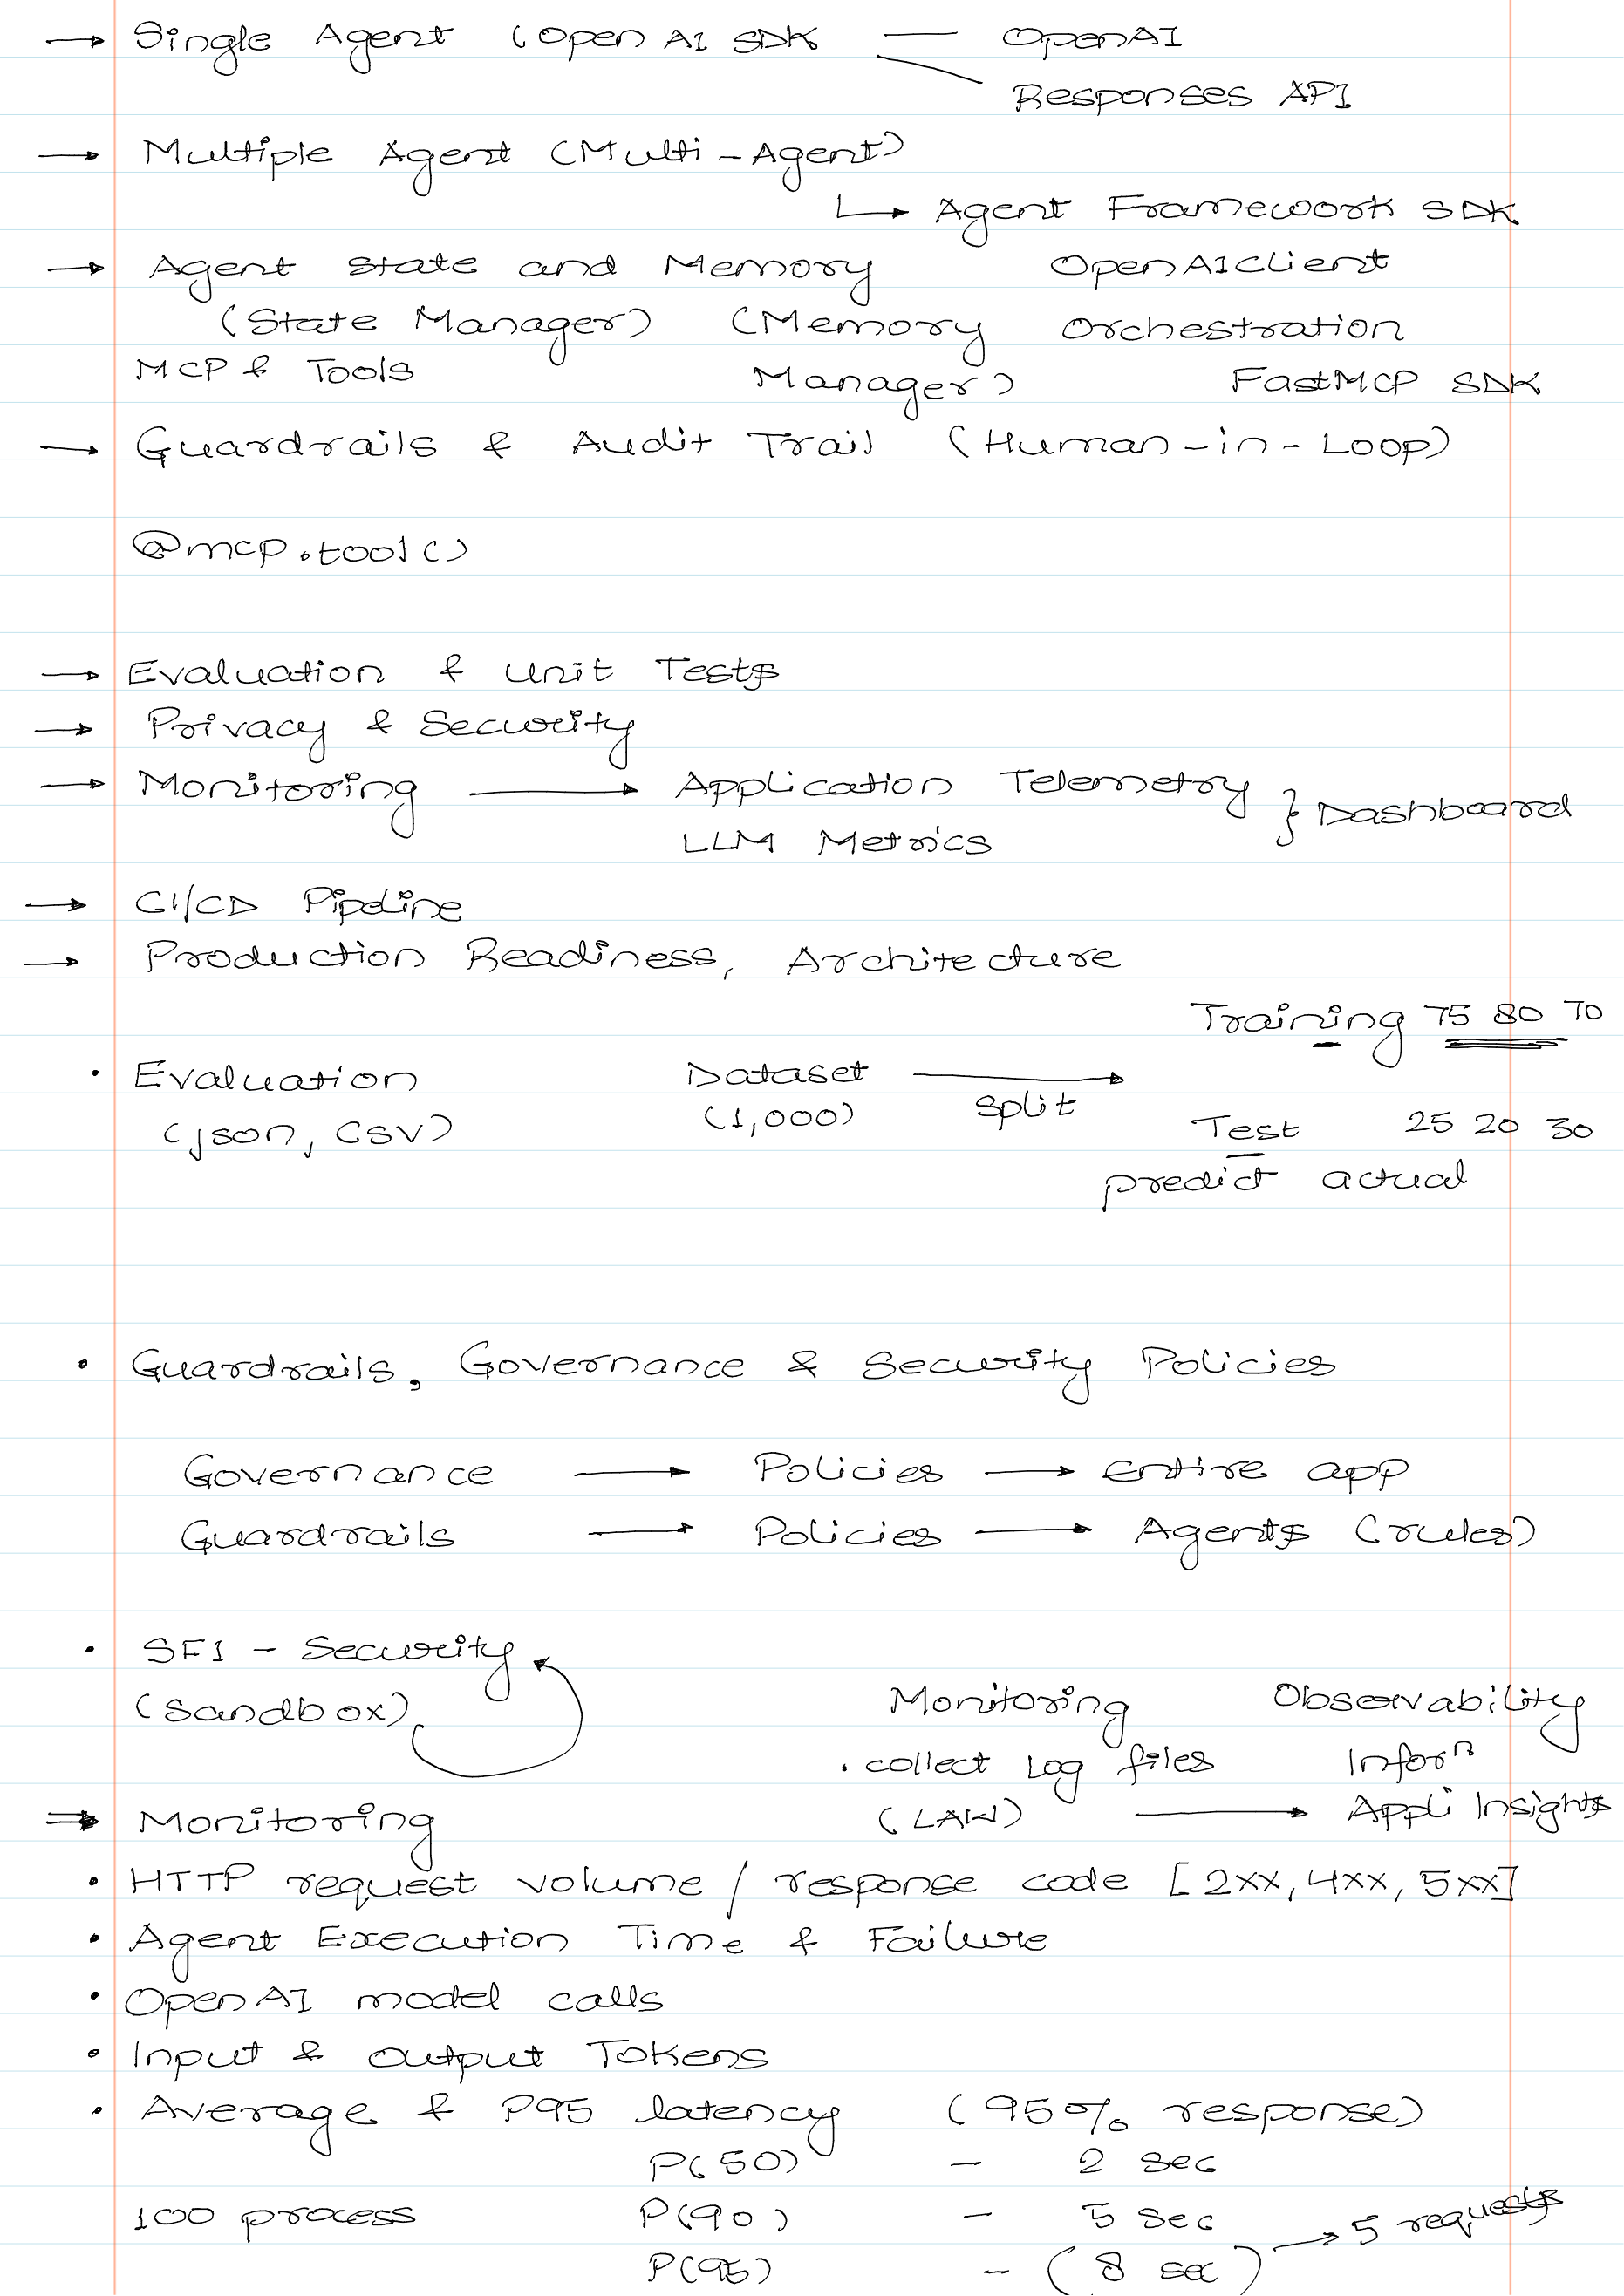 → Single Agent (Open AI SDK — OpenAI
Responses API
→ Multiple Agent (Multi-Agent)
↳ Agent Framework SDK
→ Agent State and Memory OpenAIClient
(State Manager) (Memory Orchestration
MCP & Tools Manager) FastMCP SDK
→ Guardrails & Audit Trail (Human-in-Loop)
@mcp.tool()
→ Evaluation & Unit Tests
→ Privacy & Security
→ Monitoring → Application Telemetry } Dashboard
LLM Metrics
→ CI/CD Pipeline
→ Production Readiness, Architecture
Training 75 80 70
• Evaluation Dataset → split
(json, CSV) (1,000) Test 25 20 30
predict actual
• Guardrails, Governance & Security Policies
Governance → Policies → Entire app
Guardrails → Policies → Agents (rules)
• SFI - Security
(sandbox) Monitoring Observability
• collect Log files Inforⁿ
(LAW) → Appli Insights
⇒ Monitoring
• HTTP request volume / response code [2xx, 4xx, 5xx]
• Agent Execution Time & Failure
• OpenAI model calls
• Input & output Tokens
• Average & P95 latency (95% response)
P(50) - 2 sec
100 process P(90) - 5 sec
P(95) - (8 sec) → 5 requests